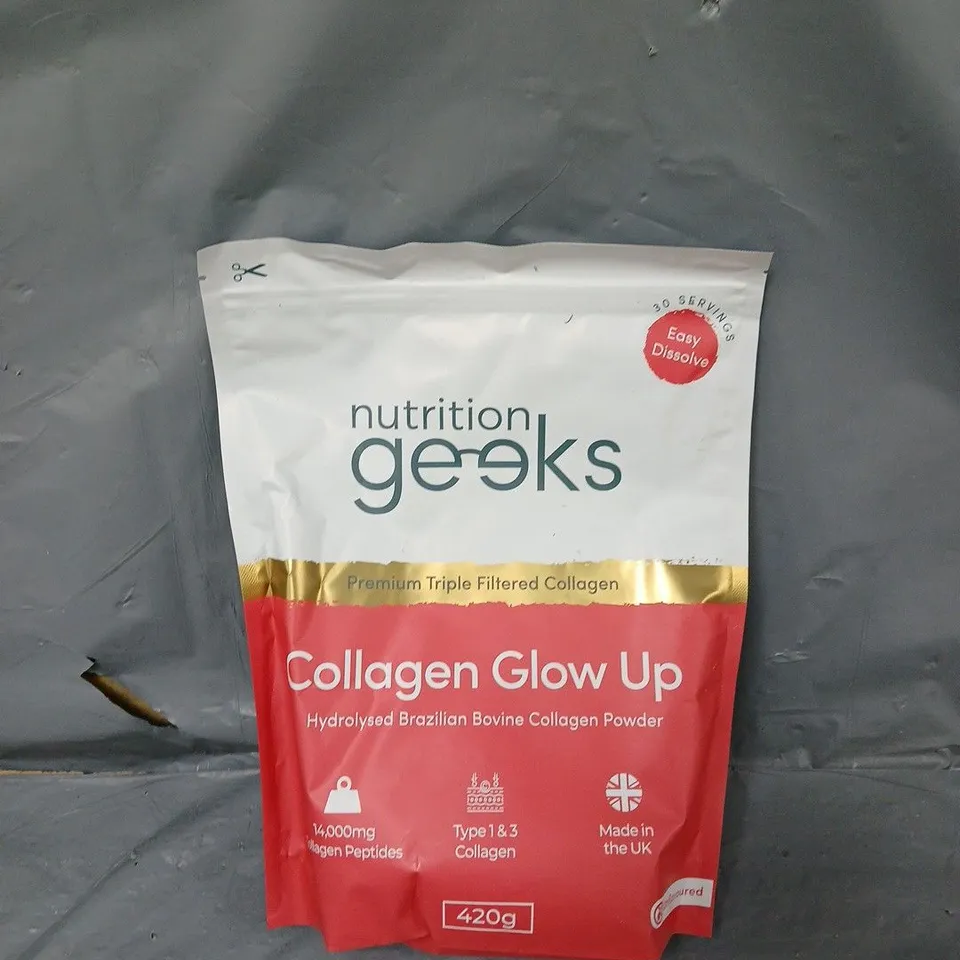 30 SERVINGS
Easy
Dissolve
nutrition
geeks
Premium Triple Filtered Collagen
Collagen Glow Up
Hydrolysed Brazilian Bovine Collagen Powder
14,000mg
Peptides
Type 1 & 3
Collagen
Made in
the UK
420g